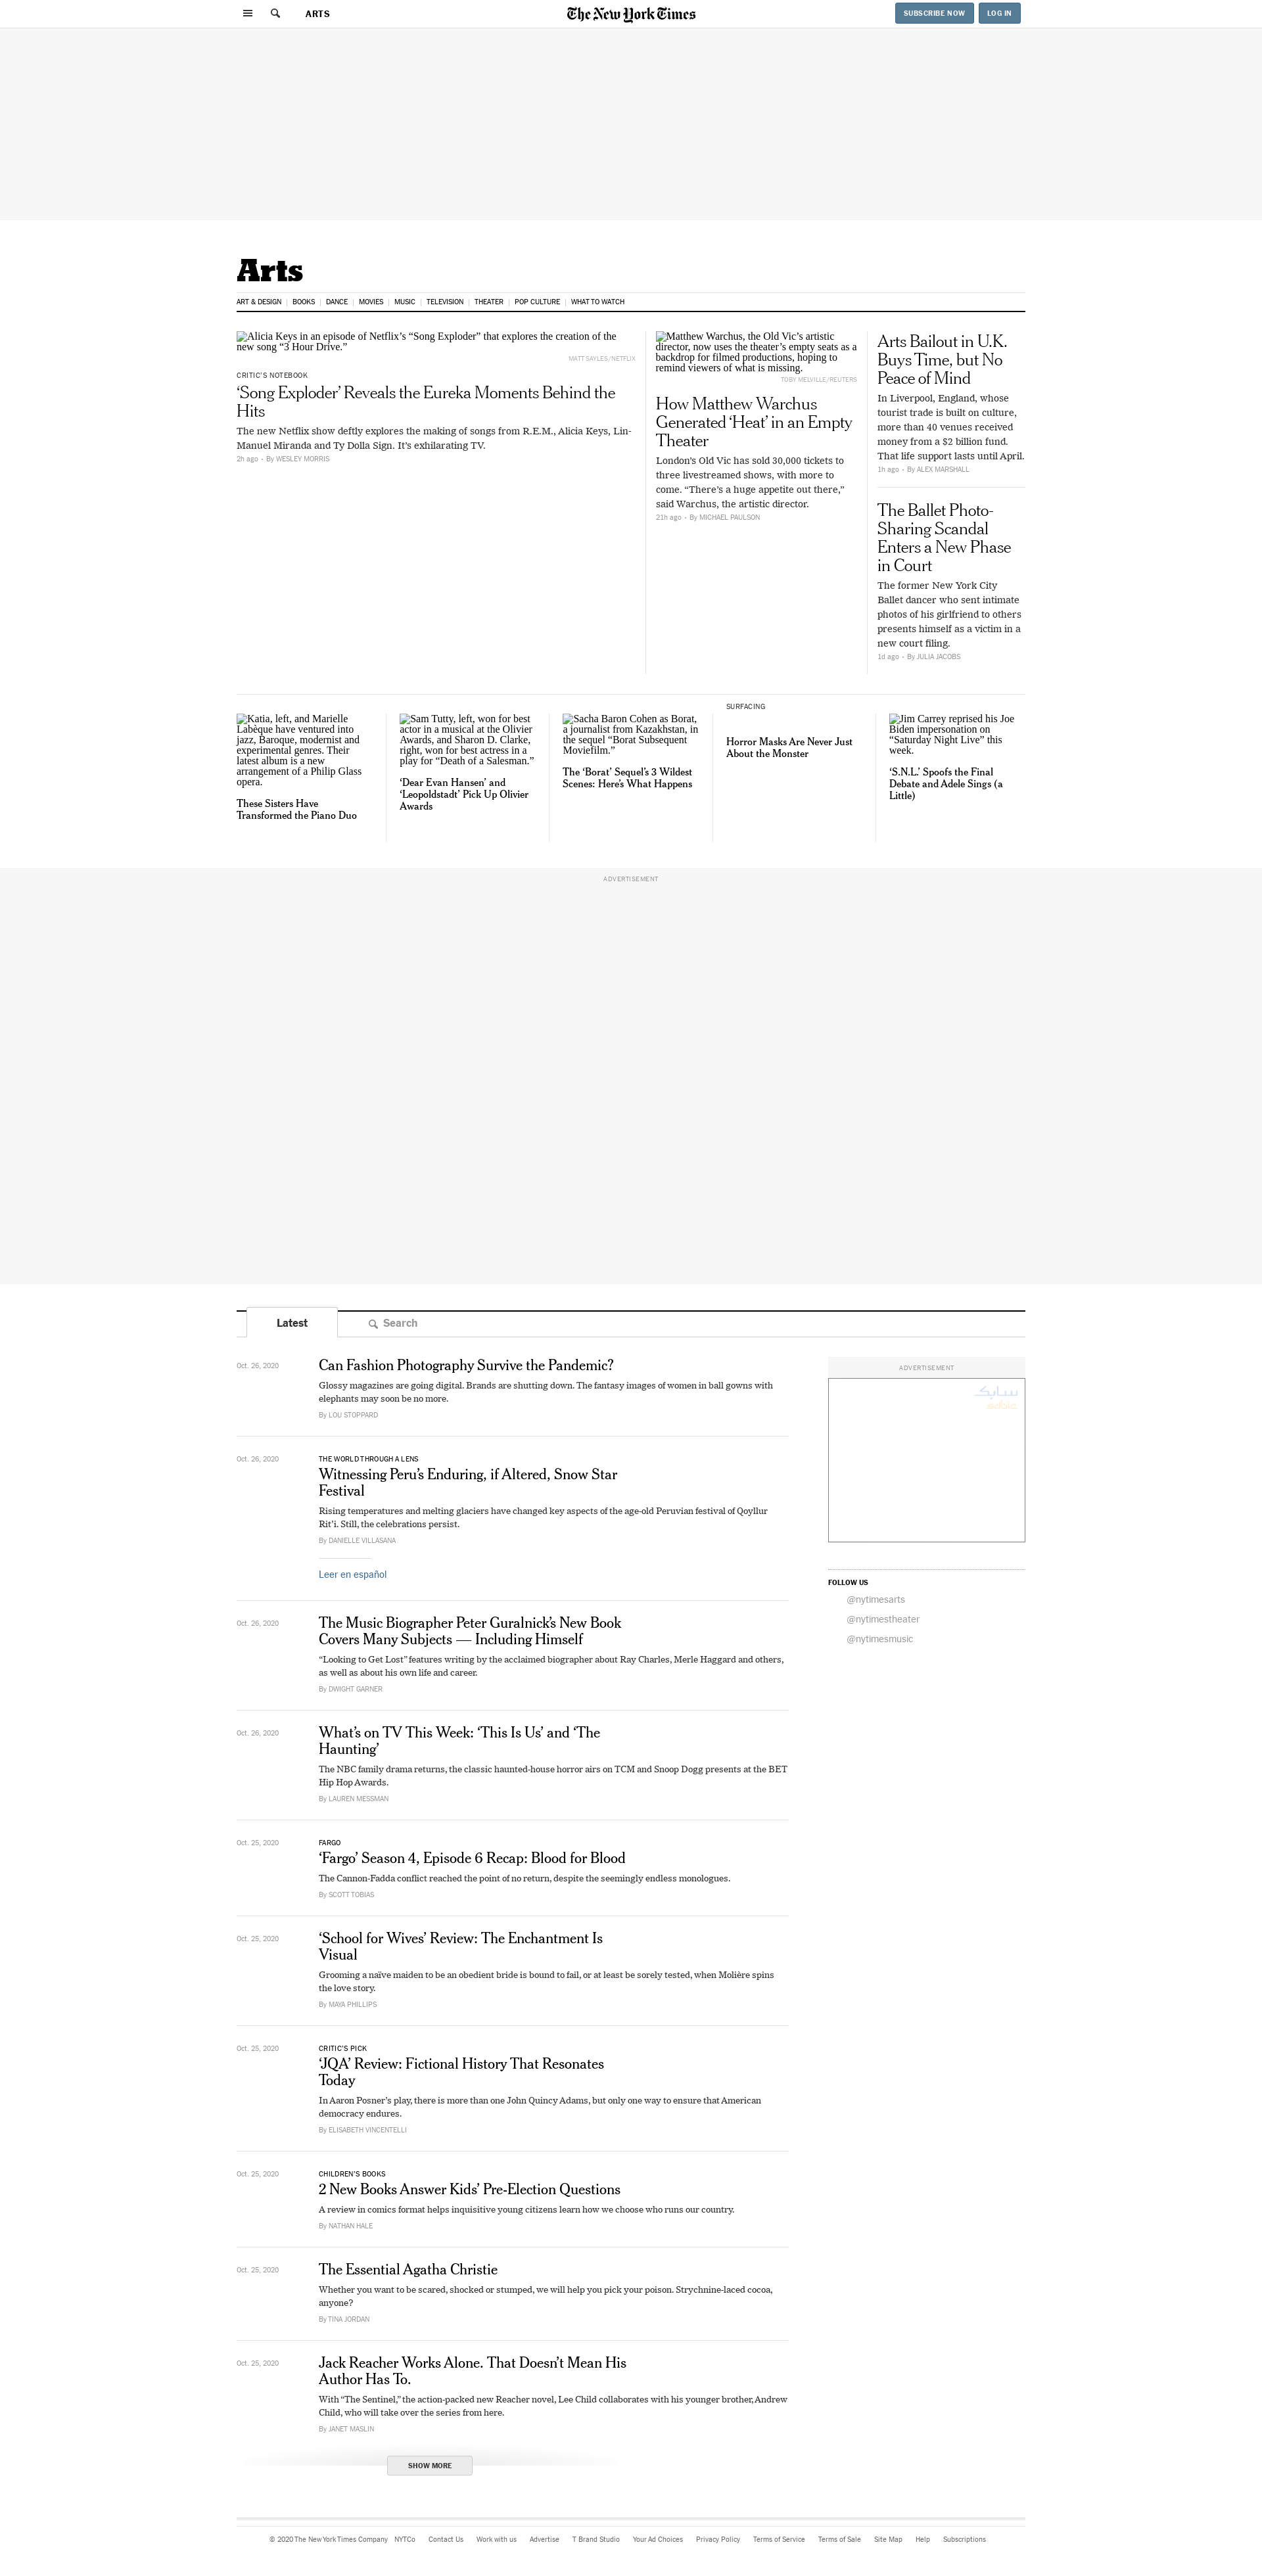 ARTS
The New York Times
SUBSCRIBE NOW
LOG IN
Arts
ART & DESIGN
BOOKS
DANCE
MOVIES
MUSIC
TELEVISION
THEATER
POP CULTURE
WHAT TO WATCH
Alicia Keys in an episode of Netflix’s “Song Exploder” that explores the creation of the
new song “3 Hour Drive.”
MATT SAYLES/NETFLIX
CRITIC’S NOTEBOOK
‘Song Exploder’ Reveals the Eureka Moments Behind the
Hits
The new Netflix show deftly explores the making of songs from R.E.M., Alicia Keys, Lin-
Manuel Miranda and Ty Dolla Sign. It’s exhilarating TV.
2h ago • By WESLEY MORRIS
Matthew Warchus, the Old Vic’s artistic
director, now uses the theater’s empty seats as a
backdrop for filmed productions, hoping to
remind viewers of what is missing.
TOBY MELVILLE/REUTERS
How Matthew Warchus
Generated ‘Heat’ in an Empty
Theater
London’s Old Vic has sold 30,000 tickets to
three livestreamed shows, with more to
come. “There’s a huge appetite out there,”
said Warchus, the artistic director.
21h ago • By MICHAEL PAULSON
Arts Bailout in U.K.
Buys Time, but No
Peace of Mind
In Liverpool, England, whose
tourist trade is built on culture,
more than 40 venues received
money from a $2 billion fund.
That life support lasts until April.
1h ago • By ALEX MARSHALL
The Ballet Photo-
Sharing Scandal
Enters a New Phase
in Court
The former New York City
Ballet dancer who sent intimate
photos of his girlfriend to others
presents himself as a victim in a
new court filing.
1d ago • By JULIA JACOBS
Katia, left, and Marielle
Labèque have ventured into
jazz, Baroque, modernist and
experimental genres. Their
latest album is a new
arrangement of a Philip Glass
opera.
These Sisters Have
Transformed the Piano Duo
Sam Tutty, left, won for best
actor in a musical at the Olivier
Awards, and Sharon D. Clarke,
right, won for best actress in a
play for “Death of a Salesman.”
‘Dear Evan Hansen’ and
‘Leopoldstadt’ Pick Up Olivier
Awards
Sacha Baron Cohen as Borat,
a journalist from Kazakhstan, in
the sequel “Borat Subsequent
Moviefilm.”
The ‘Borat’ Sequel’s 3 Wildest
Scenes: Here’s What Happens
SURFACING
Horror Masks Are Never Just
About the Monster
Jim Carrey reprised his Joe
Biden impersonation on
“Saturday Night Live” this
week.
‘S.N.L.’ Spoofs the Final
Debate and Adele Sings (a
Little)
ADVERTISEMENT
Latest
Search
Oct. 26, 2020
Can Fashion Photography Survive the Pandemic?
Glossy magazines are going digital. Brands are shutting down. The fantasy images of women in ball gowns with
elephants may soon be no more.
By LOU STOPPARD
Oct. 26, 2020
THE WORLD THROUGH A LENS
Witnessing Peru’s Enduring, if Altered, Snow Star
Festival
Rising temperatures and melting glaciers have changed key aspects of the age-old Peruvian festival of Qoyllur
Rit’i. Still, the celebrations persist.
By DANIELLE VILLASANA
Leer en español
Oct. 26, 2020
The Music Biographer Peter Guralnick’s New Book
Covers Many Subjects — Including Himself
“Looking to Get Lost” features writing by the acclaimed biographer about Ray Charles, Merle Haggard and others,
as well as about his own life and career.
By DWIGHT GARNER
Oct. 26, 2020
What’s on TV This Week: ‘This Is Us’ and ‘The
Haunting’
The NBC family drama returns, the classic haunted-house horror airs on TCM and Snoop Dogg presents at the BET
Hip Hop Awards.
By LAUREN MESSMAN
Oct. 25, 2020
FARGO
‘Fargo’ Season 4, Episode 6 Recap: Blood for Blood
The Cannon-Fadda conflict reached the point of no return, despite the seemingly endless monologues.
By SCOTT TOBIAS
Oct. 25, 2020
‘School for Wives’ Review: The Enchantment Is
Visual
Grooming a naïve maiden to be an obedient bride is bound to fail, or at least be sorely tested, when Molière spins
the love story.
By MAYA PHILLIPS
Oct. 25, 2020
CRITIC’S PICK
‘JQA’ Review: Fictional History That Resonates
Today
In Aaron Posner’s play, there is more than one John Quincy Adams, but only one way to ensure that American
democracy endures.
By ELISABETH VINCENTELLI
Oct. 25, 2020
CHILDREN’S BOOKS
2 New Books Answer Kids’ Pre-Election Questions
A review in comics format helps inquisitive young citizens learn how we choose who runs our country.
By NATHAN HALE
Oct. 25, 2020
The Essential Agatha Christie
Whether you want to be scared, shocked or stumped, we will help you pick your poison. Strychnine-laced cocoa,
anyone?
By TINA JORDAN
Oct. 25, 2020
Jack Reacher Works Alone. That Doesn’t Mean His
Author Has To.
With “The Sentinel,” the action-packed new Reacher novel, Lee Child collaborates with his younger brother, Andrew
Child, who will take over the series from here.
By JANET MASLIN
SHOW MORE
ADVERTISEMENT
سابك
sabic
FOLLOW US
@nytimesarts
@nytimestheater
@nytimesmusic
© 2020 The New York Times Company NYTCo Contact Us Work with us Advertise T Brand Studio Your Ad Choices Privacy Policy Terms of Service Terms of Sale Site Map Help Subscriptions